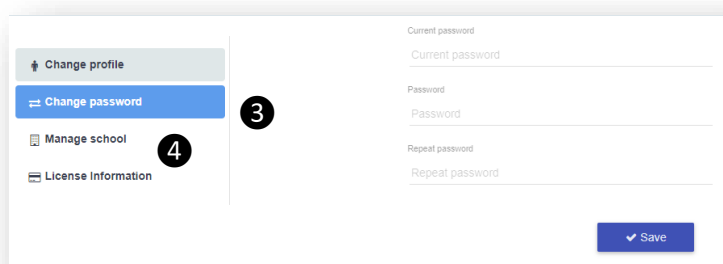 Change profile
Change password
Manage school
License Information
3
4
Current password
Current password
Password
Password
Repeat password
Repeat password
Save